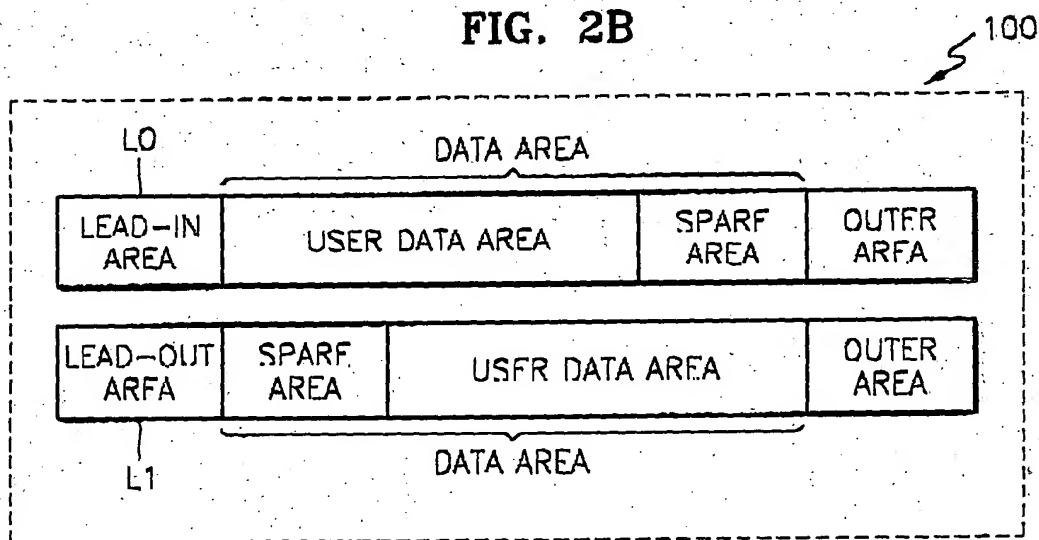 FIG. 2B
100
L0
DATA AREA
LEAD-IN
AREA
USER DATA AREA
SPARF
AREA
OUTER
ARFA
LEAD-OUT
ARFA
SPARF
AREA
USFR DATA AREA
OUTER
AREA
L1
DATA AREA